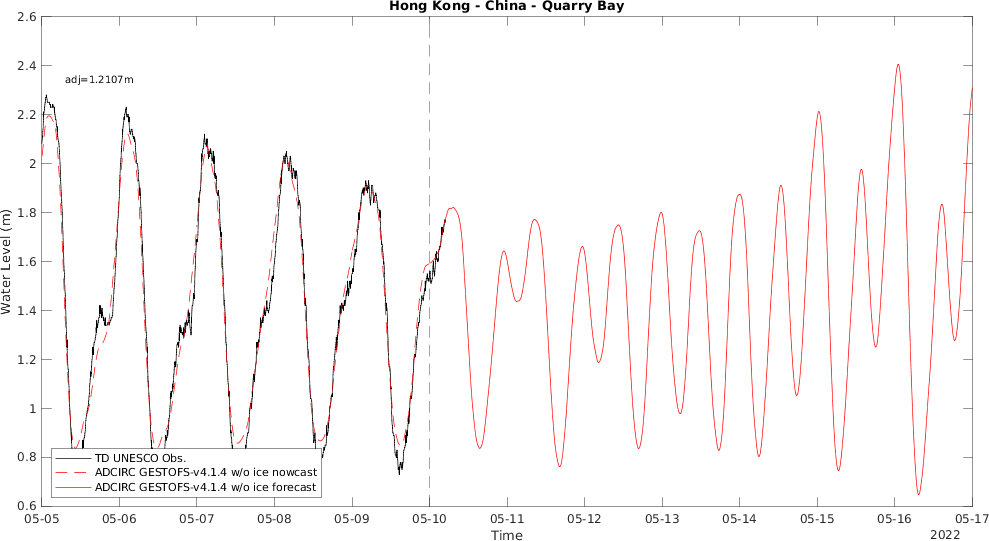 Hong Kong - China - Quarry Bay
2.6
2.4
2.2
2
1.8
1.6
1.4
1.2
1
0.8
0.6
Water Level (m)
adj=1.2107m
TD UNESCO Obs.
ADCIRC GESTOFS-v4.1.4 w/o ice nowcast
ADCIRC GESTOFS-v4.1.4 w/o ice forecast
05-05 05-06 05-07 05-08 05-09 05-10 05-11 05-12 05-13 05-14 05-15 05-16 05-17
Time
2022